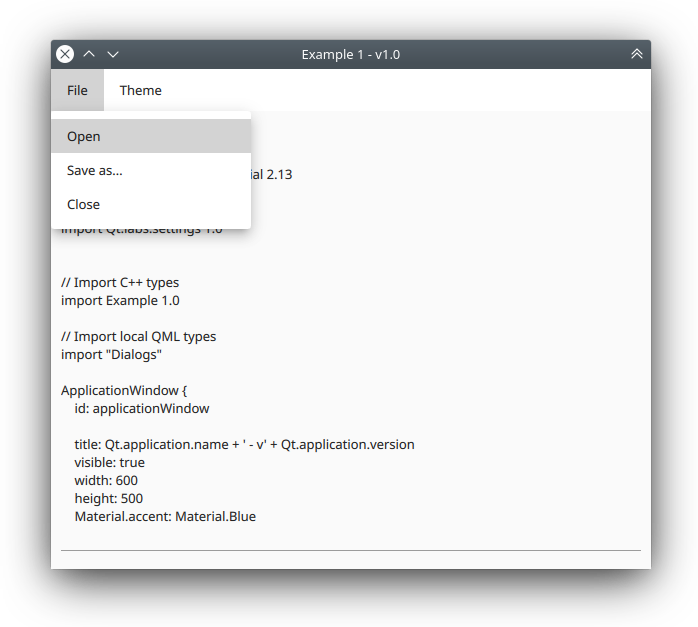 Example 1 - v1.0
File Theme
Open
Save as...
Close
ial 2.13
import Qt.labs.settings 1.0
// Import C++ types
import Example 1.0
// Import local QML types
import "Dialogs"
ApplicationWindow {
id: applicationWindow
title: Qt.application.name + ' - v' + Qt.application.version
visible: true
width: 600
height: 500
Material.accent: Material.Blue